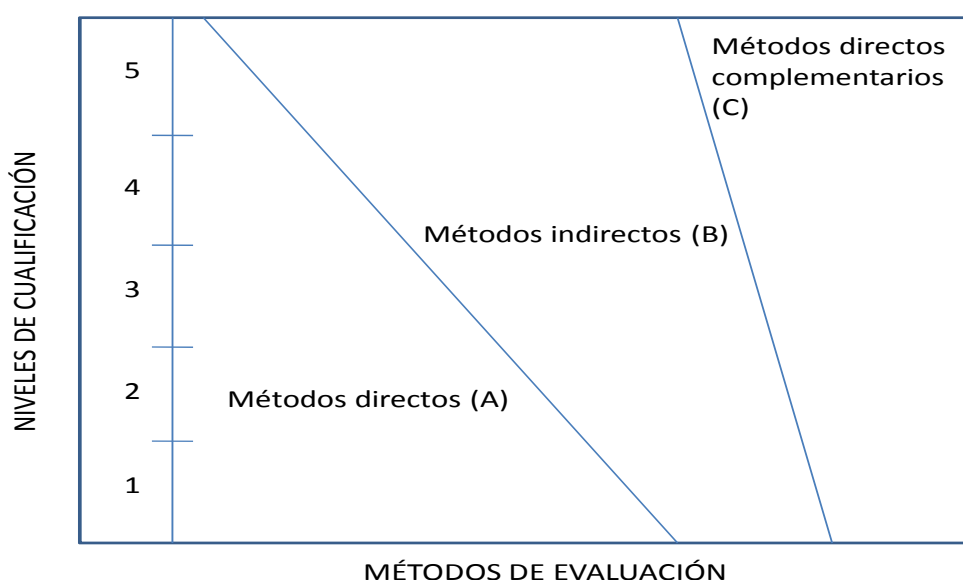 NIVELES DE CUALIFICACIÓN
5
4
3
2
1
Métodos directos
complementarios
(C)
Métodos indirectos (B)
Métodos directos (A)
MÉTODOS DE EVALUACIÓN